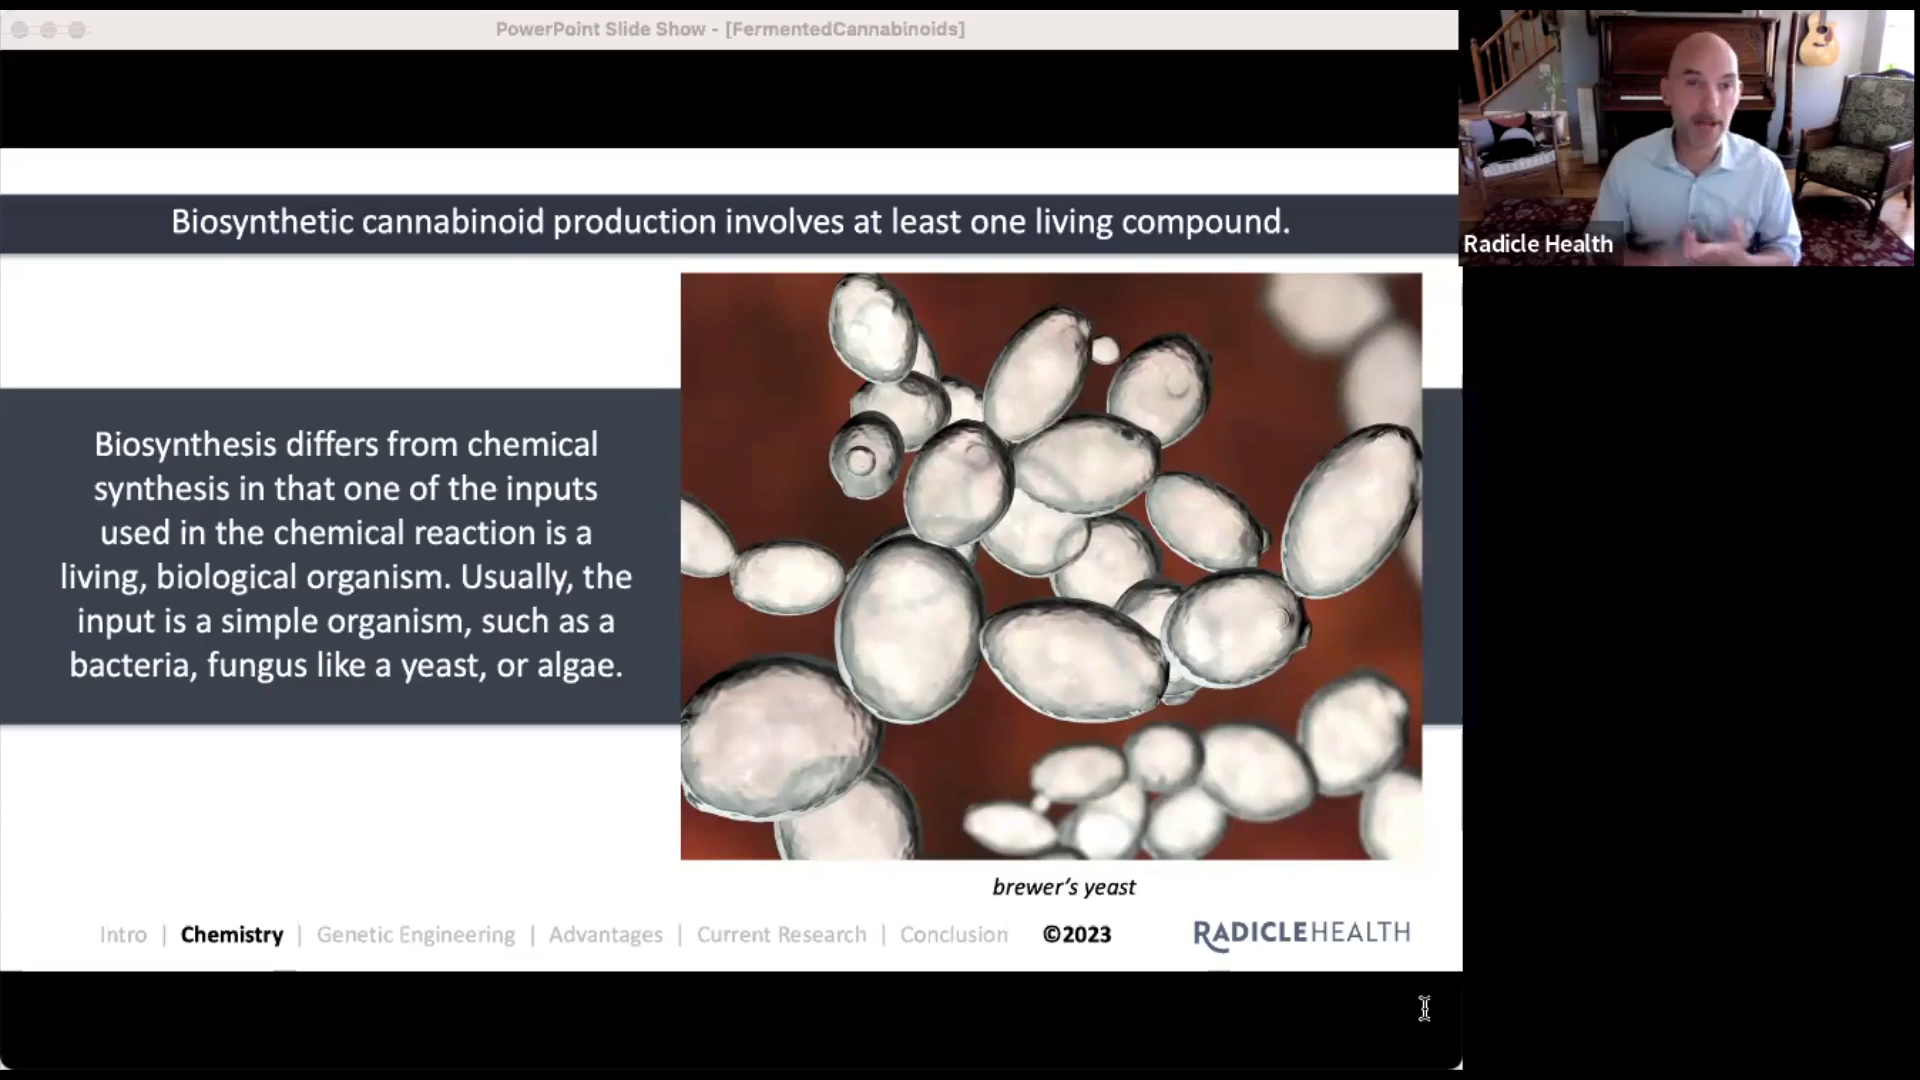 PowerPoint Slide Show - [FermentedCannabinoids]
Radicle Health
Biosynthetic cannabinoid production involves at least one living compound.
Biosynthesis differs from chemical
synthesis in that one of the inputs
used in the chemical reaction is a
living, biological organism. Usually, the
input is a simple organism, such as a
bacteria, fungus like a yeast, or algae.
brewer's yeast
Intro | Chemistry | Genetic Engineering | Advantages | Current Research | Conclusion ©2023 RADICLEHEALTH